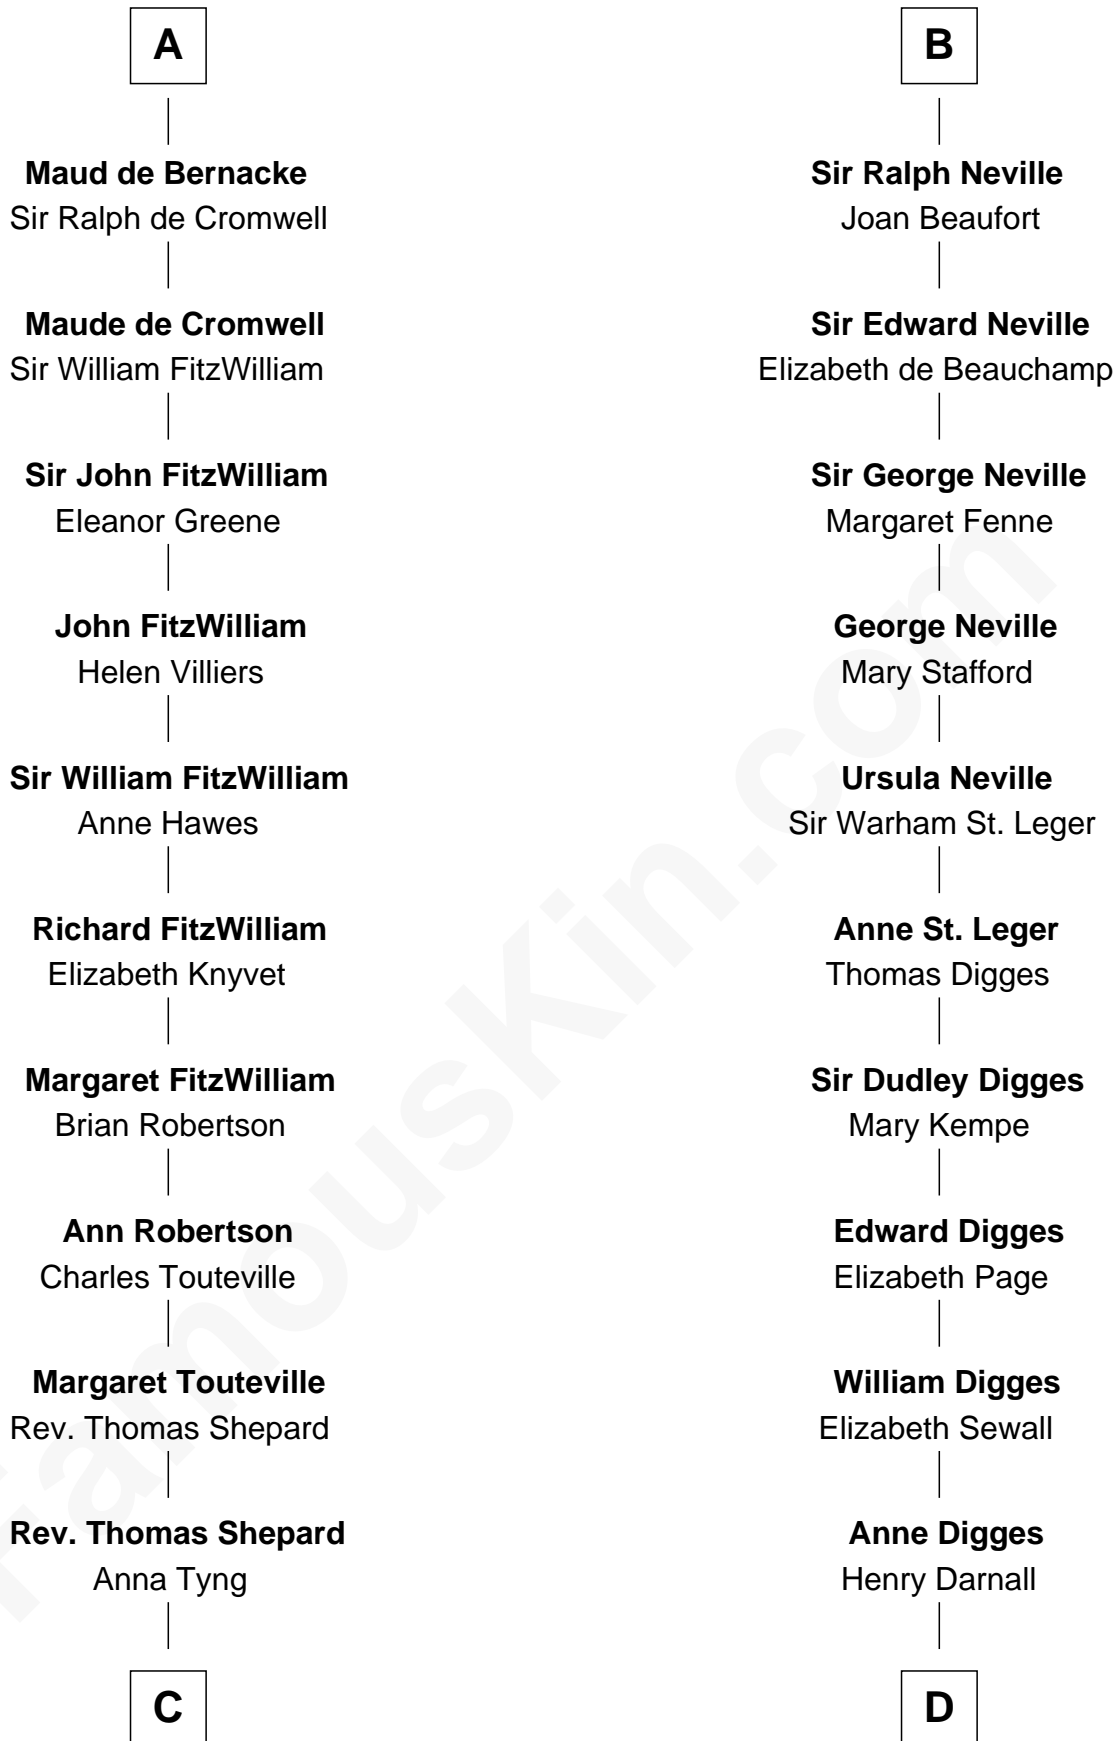 A
Maud de Bernacke
Sir Ralph de Cromwell
Maude de Cromwell
Sir William FitzWilliam
Sir John FitzWilliam
Eleanor Greene
John FitzWilliam
Helen Villiers
Sir William FitzWilliam
Anne Hawes
Richard FitzWilliam
Elizabeth Knyvet
Margaret FitzWilliam
Brian Robertson
Ann Robertson
Charles Touteville
Margaret Touteville
Rev. Thomas Shepard
Rev. Thomas Shepard
Anna Tyng
C
B
Sir Ralph Neville
Joan Beaufort
Sir Edward Neville
Elizabeth de Beauchamp
Sir George Neville
Margaret Fenne
George Neville
Mary Stafford
Ursula Neville
Sir Warham St. Leger
Anne St. Leger
Thomas Digges
Sir Dudley Digges
Mary Kempe
Edward Digges
Elizabeth Page
William Digges
Elizabeth Sewall
Anne Digges
Henry Darnall
D
FamousKin.com